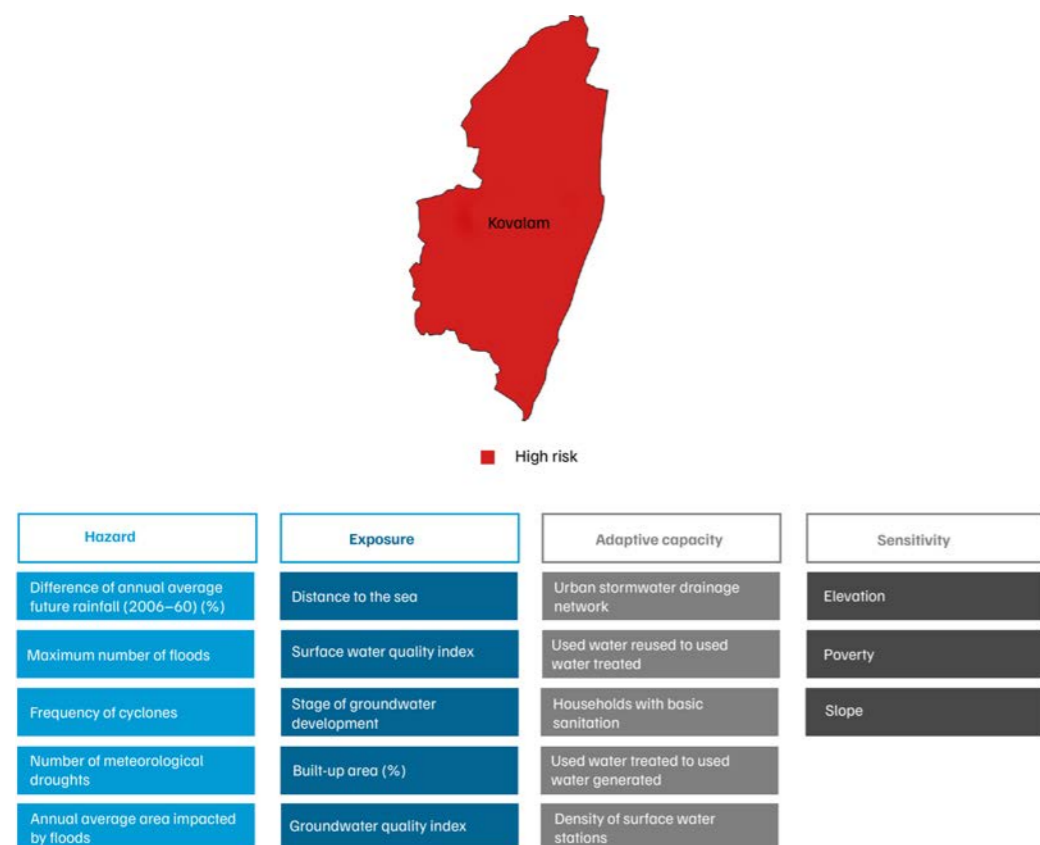 Kovalam
High risk
Hazard
Exposure
Adaptive capacity
Sensitivity
Difference of annual average
future rainfall (2006–60) (%)
Distance to the sea
Urban stormwater drainage
network
Elevation
Maximum number of floods
Surface water quality index
Used water reused to used
water treated
Poverty
Frequency of cyclones
Stage of groundwater
development
Households with basic
sanitation
Slope
Number of meteorological
droughts
Built-up area (%)
Used water treated to used
water generated
Annual average area impacted
by floods
Groundwater quality index
Density of surface water
stations